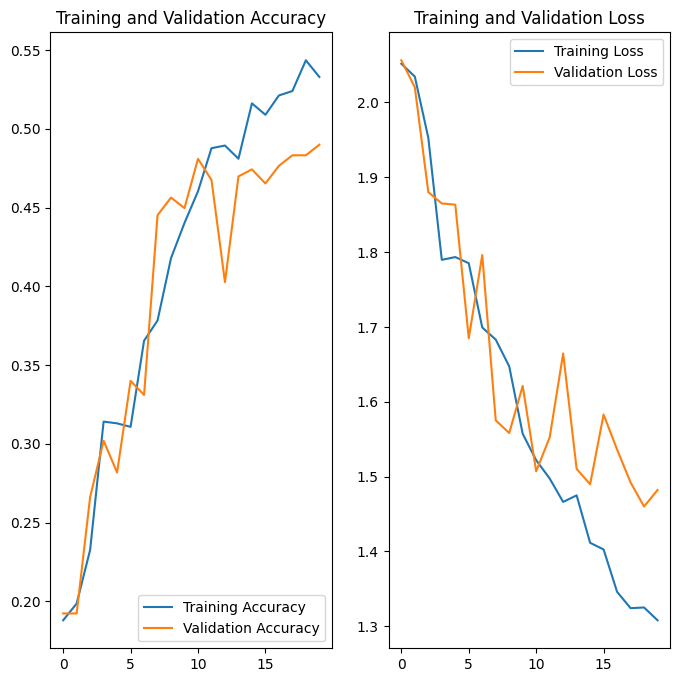 Training and Validation Accuracy
0.55
0.50
0.45
0.40
0.35
0.30
0.25
0.20
Training Accuracy
Validation Accuracy
0 5 10 15
Training and Validation Loss
Training Loss
Validation Loss
2.0
1.9
1.8
1.7
1.6
1.5
1.4
1.3
0 5 10 15